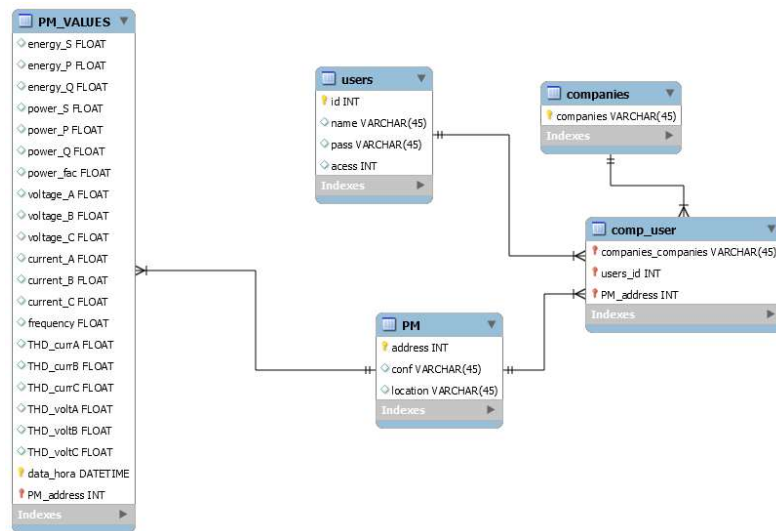 PM_VALUES
energy_S FLOAT
energy_P FLOAT
energy_Q FLOAT
power_S FLOAT
power_P FLOAT
power_Q FLOAT
power_fac FLOAT
voltage_A FLOAT
voltage_B FLOAT
voltage_C FLOAT
current_A FLOAT
current_B FLOAT
current_C FLOAT
frequency FLOAT
THD_currA FLOAT
THD_currB FLOAT
THD_currC FLOAT
THD_voltA FLOAT
THD_voltB FLOAT
THD_voltC FLOAT
data_hora DATETIME
PM_address INT
Indexes
users
id INT
name VARCHAR(45)
pass VARCHAR(45)
acess INT
Indexes
companies
companies VARCHAR(45)
Indexes
comp_user
companies_companies VARCHAR(45)
users_id INT
PM_address INT
Indexes
PM
address INT
conf VARCHAR(45)
location VARCHAR(45)
Indexes